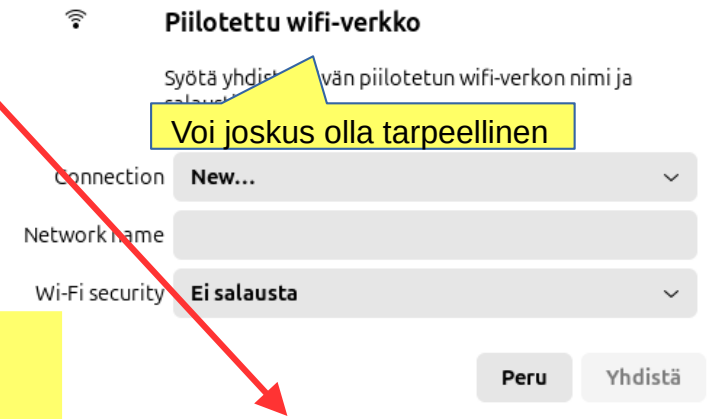 Piilotettu wifi-verkko
Syötä yhdis vän piilotetun wifi-verkon nimi ja
Voi joskus olla tarpeellinen
Connection New...
Network name
Wi-Fi security Ei salausta
Peru Yhdistä